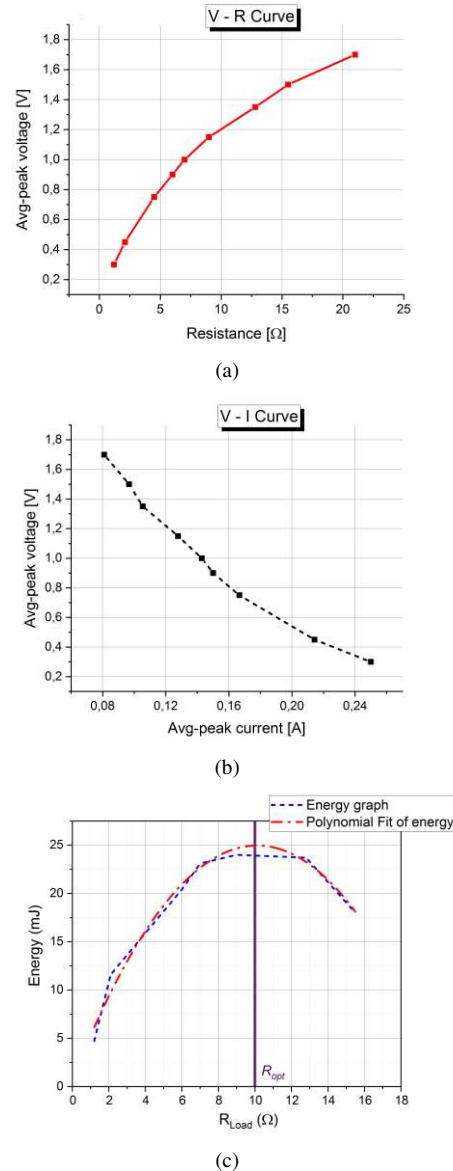 V - R Curve
1,8
1,6
1,4
1,2
1,0
0,8
0,6
0,4
0,2
Avg-peak voltage [V]
0 5 10 15 20 25
Resistance [Ω]
(a)
V - I Curve
1,8
1,6
1,4
1,2
1,0
0,8
0,6
0,4
0,2
Avg-peak voltage [V]
0,08 0,12 0,16 0,20 0,24
Avg-peak current [A]
(b)
Energy graph
Polynomial Fit of energy
30
25
20
15
10
5
0
Energy (mJ)
R_opt
0 2 4 6 8 10 12 14 16 18
R_Load (Ω)
(c)